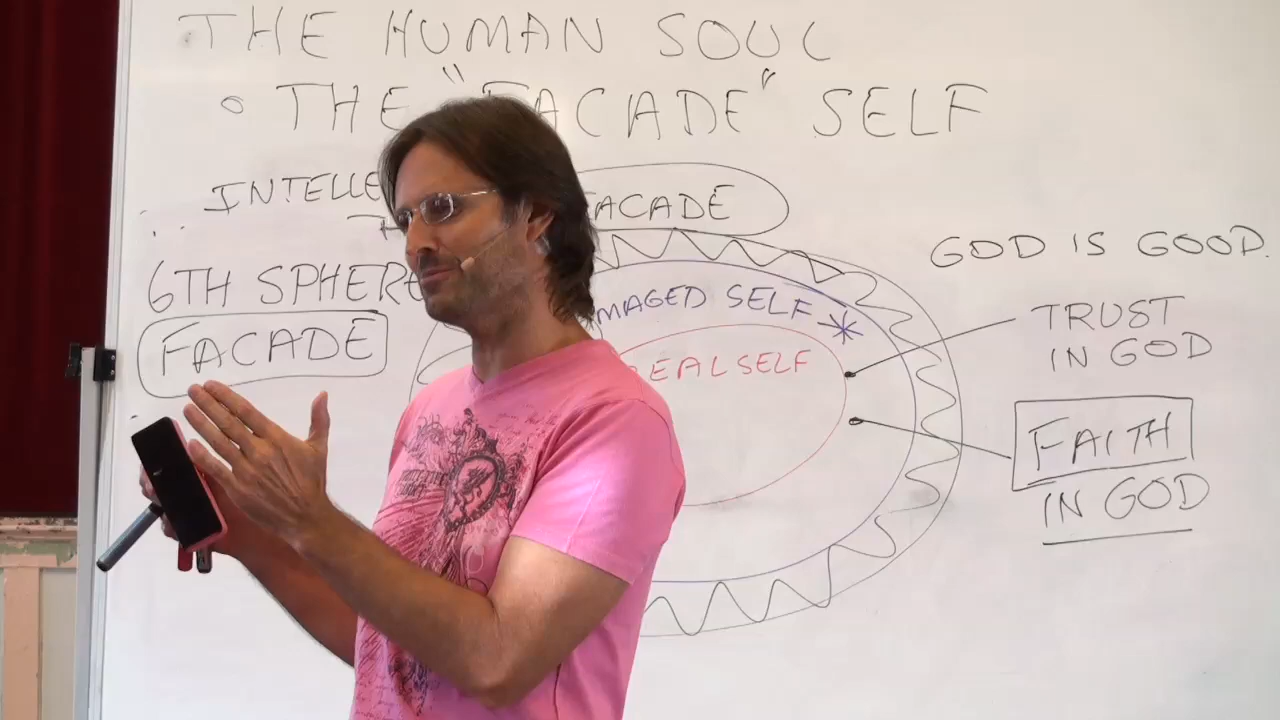 THE HUMAN SOUL
THE "FACADE" SELF
INTELLE
ACADE
6TH SPHERE
FACADE
MAGED SELF *
REAL SELF
GOD IS GOOD.
TRUST
IN GOD
FAITH
IN GOD